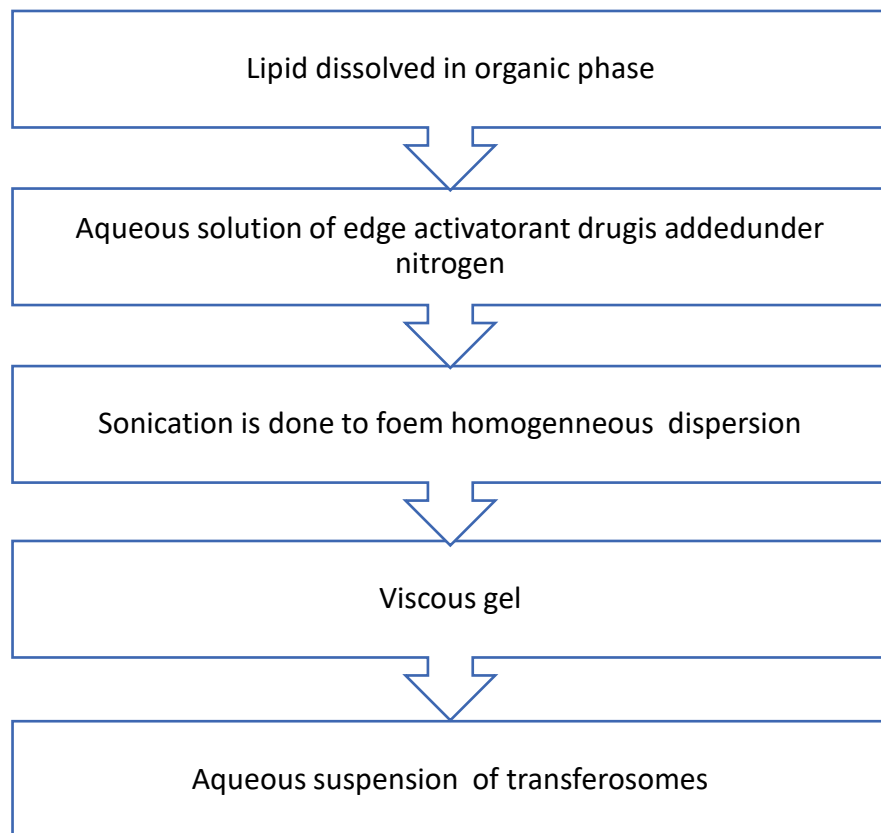 Lipid dissolved in organic phase
Aqueous solution of edge activatorant drugis addedunder
nitrogen
Sonication is done to foem homogenneous dispersion
Viscous gel
Aqueous suspension of transferosomes